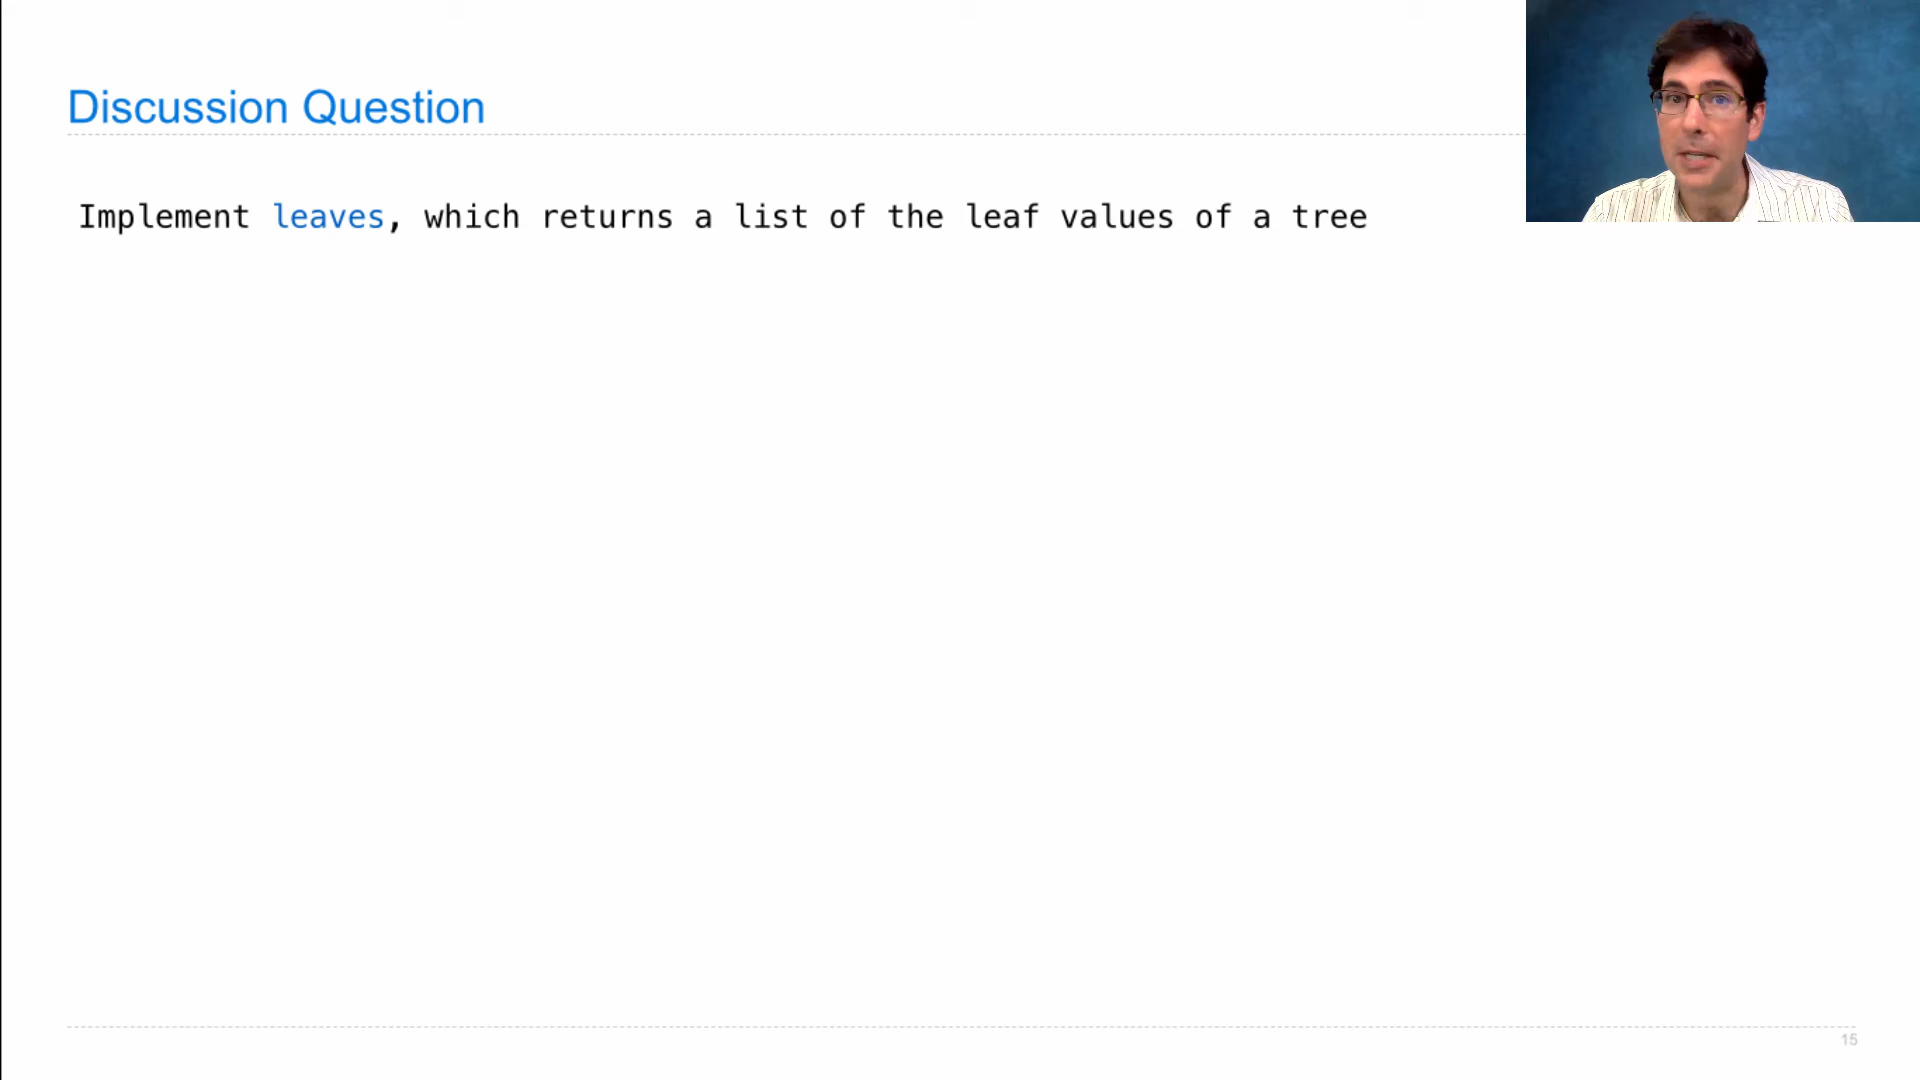 Discussion Question
Implement leaves, which returns a list of the leaf values of a tree
15